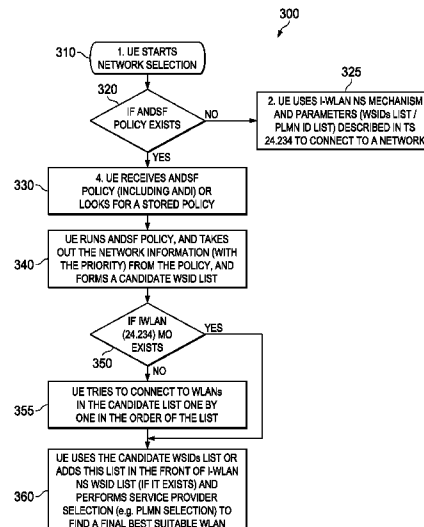 300
310
1. UE STARTS
NETWORK SELECTION
320
IF ANDSF
POLICY EXISTS
NO
325
2. UE USES I-WLAN NS MECHANISM
AND PARAMETERS (WSIDs LIST /
PLMN ID LIST) DESCRIBED IN TS
24.234 TO CONNECT TO A NETWORK
YES
330
4. UE RECEIVES ANDSF
POLICY (INCLUDING ANDI) OR
LOOKS FOR A STORED POLICY
340
UE RUNS ANDSF POLICY, AND TAKES
OUT THE NETWORK INFORMATION (WITH
THE PRIORITY) FROM THE POLICY, AND
FORMS A CANDIDATE WSID LIST
IF IWLAN
(24.234) MO
EXISTS
YES
350
NO
355
UE TRIES TO CONNECT TO WLANs
IN THE CANDIDATE LIST ONE BY
ONE IN THE ORDER OF THE LIST
360
UE USES THE CANDIDATE WSIDs LIST OR
ADDS THIS LIST IN THE FRONT OF I-WLAN
NS WSID LIST (IF IT EXISTS) AND
PERFORMS SERVICE PROVIDER
SELECTION (e.g. PLMN SELECTION) TO
FIND A FINAL BEST SUITABLE WLAN